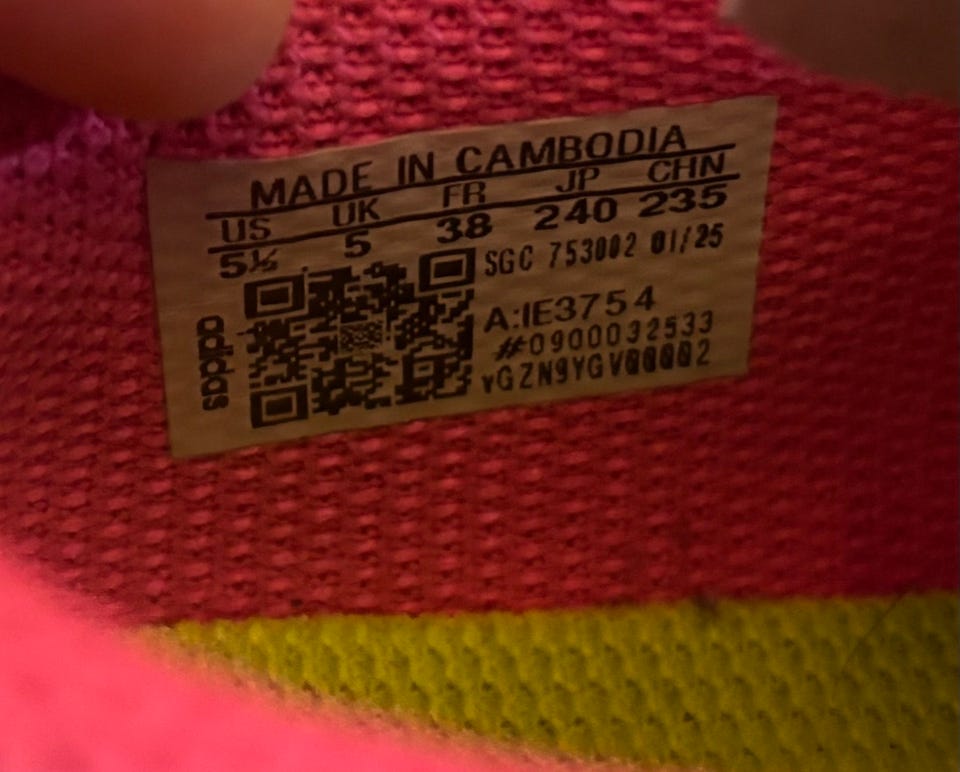 MADE IN CAMBODIA
US UK FR JP CHN
5½ 5 38 240 235
SGC 753002 01/25
A:IE3754
#0900032533
YGZN9YGV00002
adidas